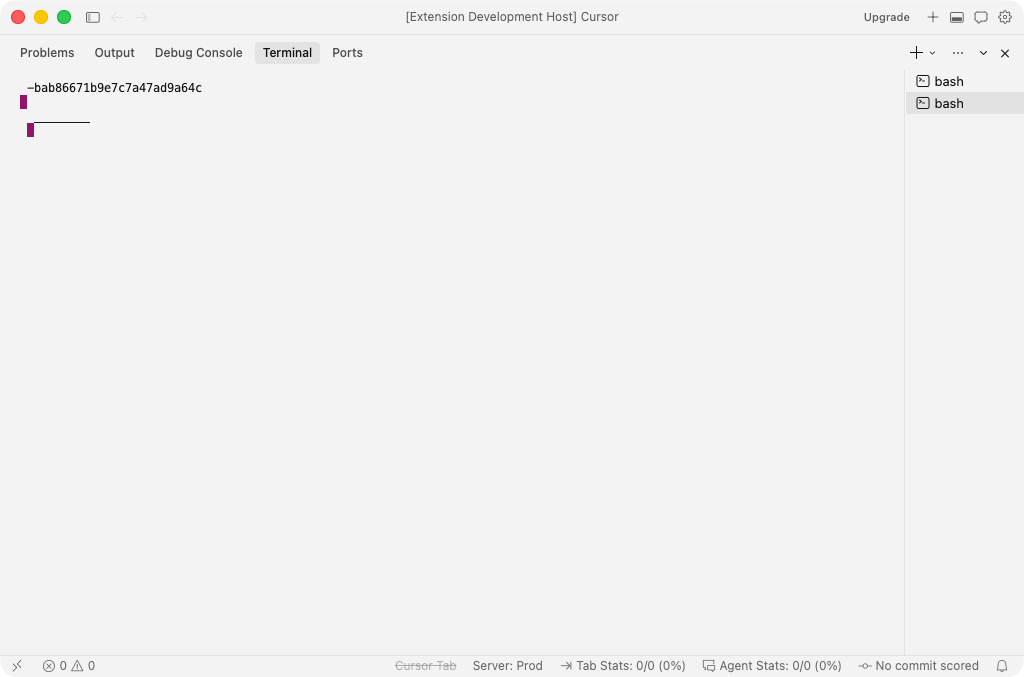 [Extension Development Host] Cursor
Upgrade
Problems Output Debug Console Terminal Ports
-bab86671b9e7c7a47ad9a64c
bash
bash
0 0 Cursor Tab Server: Prod Tab Stats: 0/0 (0%) Agent Stats: 0/0 (0%) No commit scored